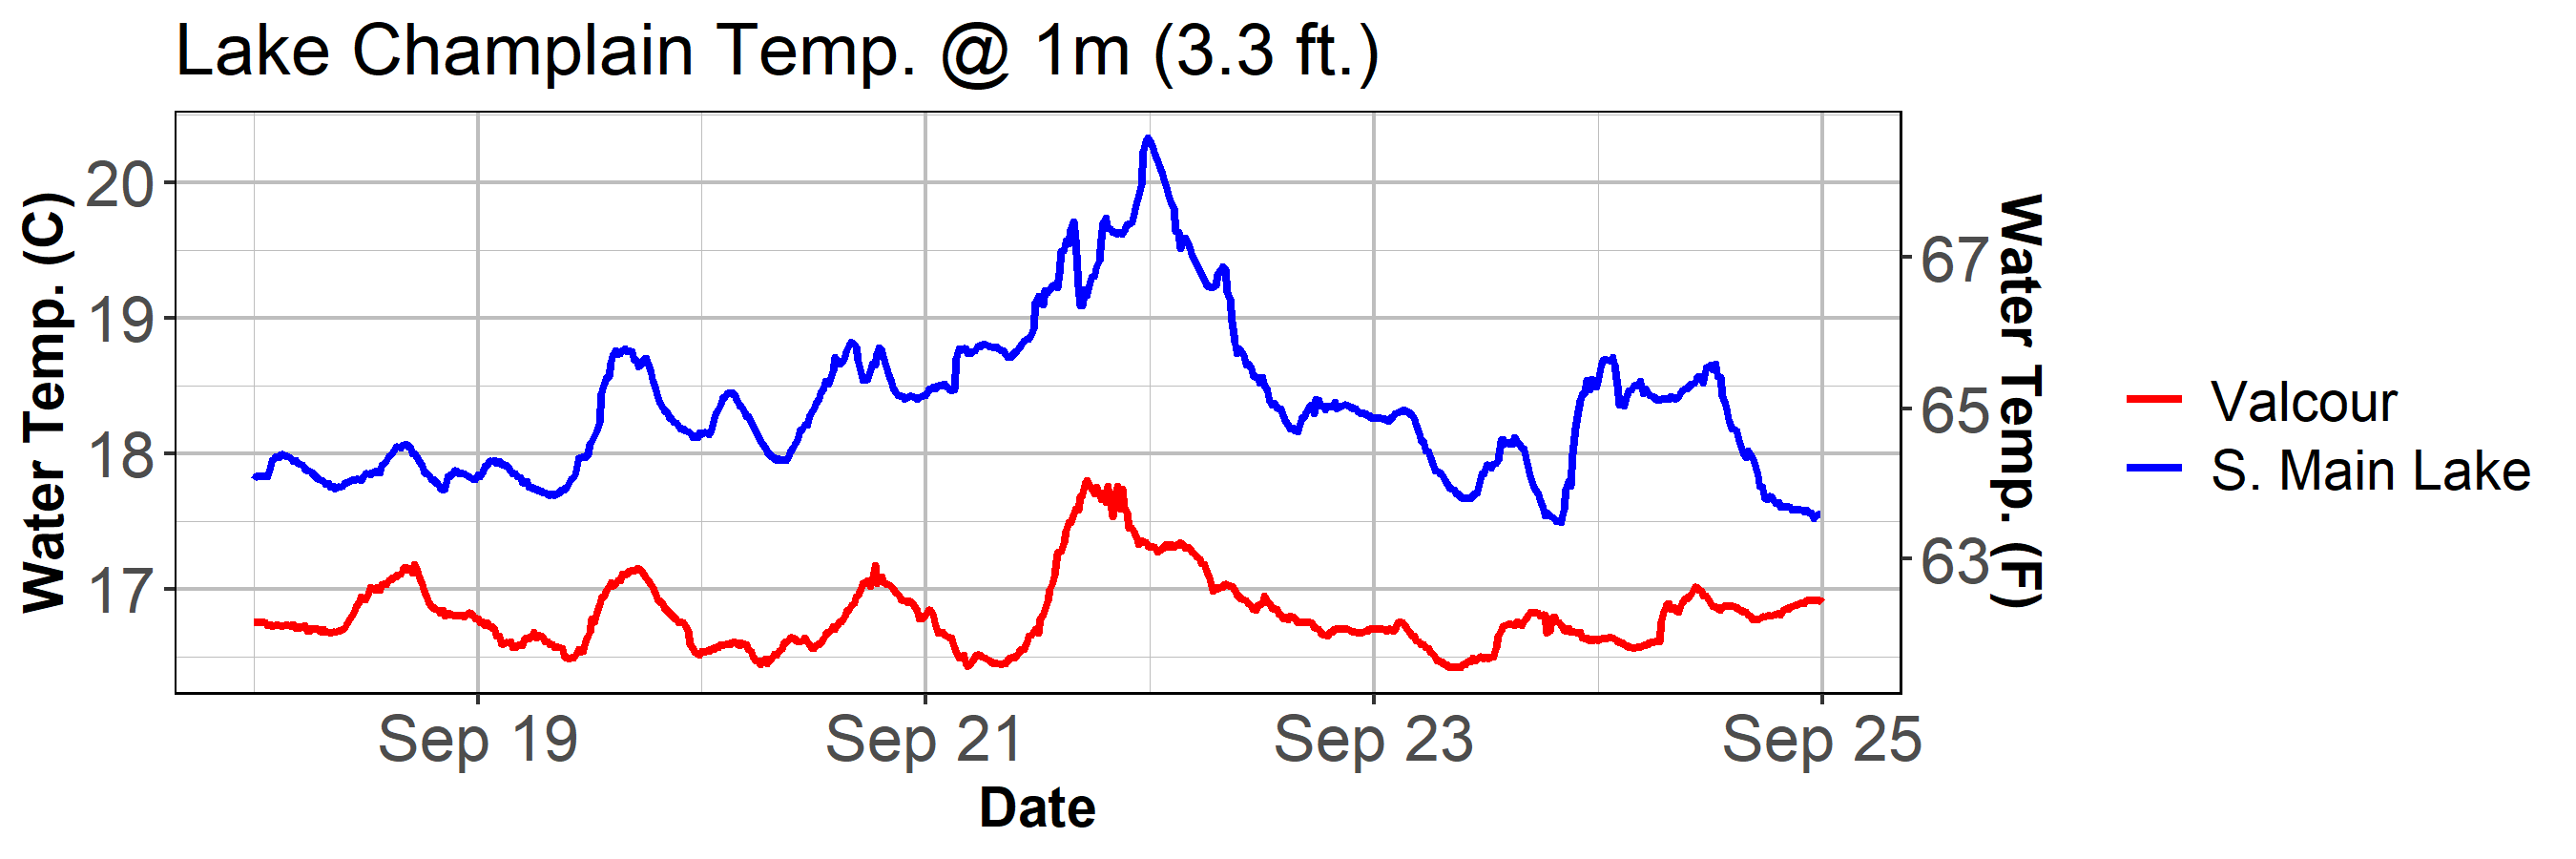 Lake Champlain Temp. @ 1m (3.3 ft.)
Water Temp. (C)
20
19
18
17
67
65
63
Water Temp. (F)
Sep 19
Sep 21
Sep 23
Sep 25
Date
Valcour
S. Main Lake